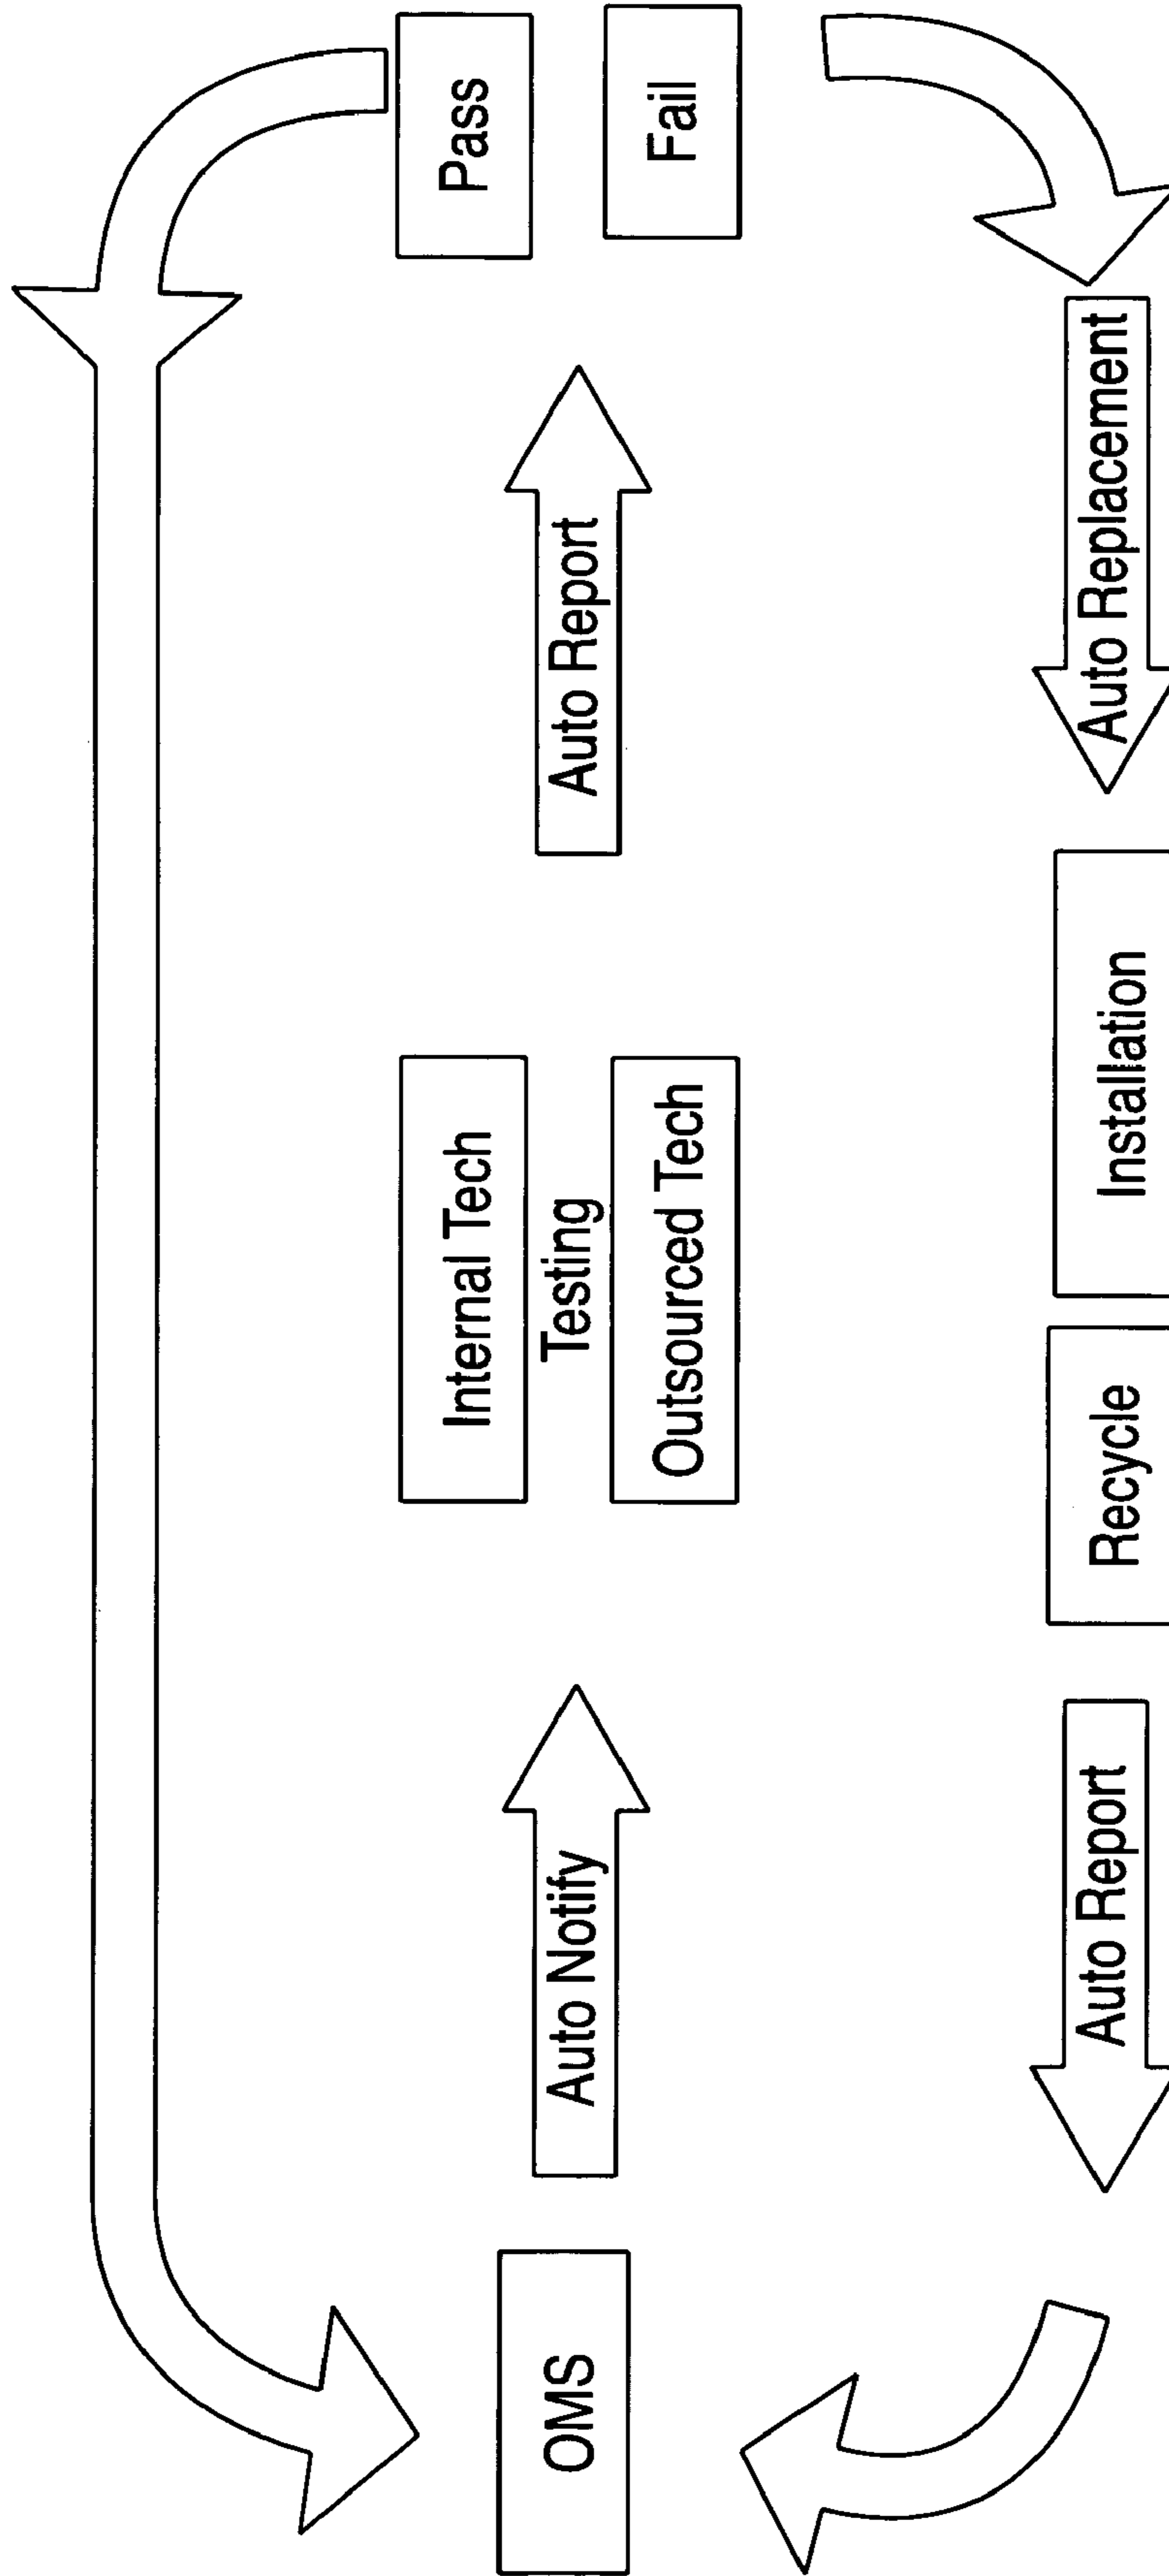 OMS
Auto Notify
Internal Tech
Testing
Outsourced Tech
Auto Report
Pass
Fail
Auto Replacement
Installation
Recycle
Auto Report